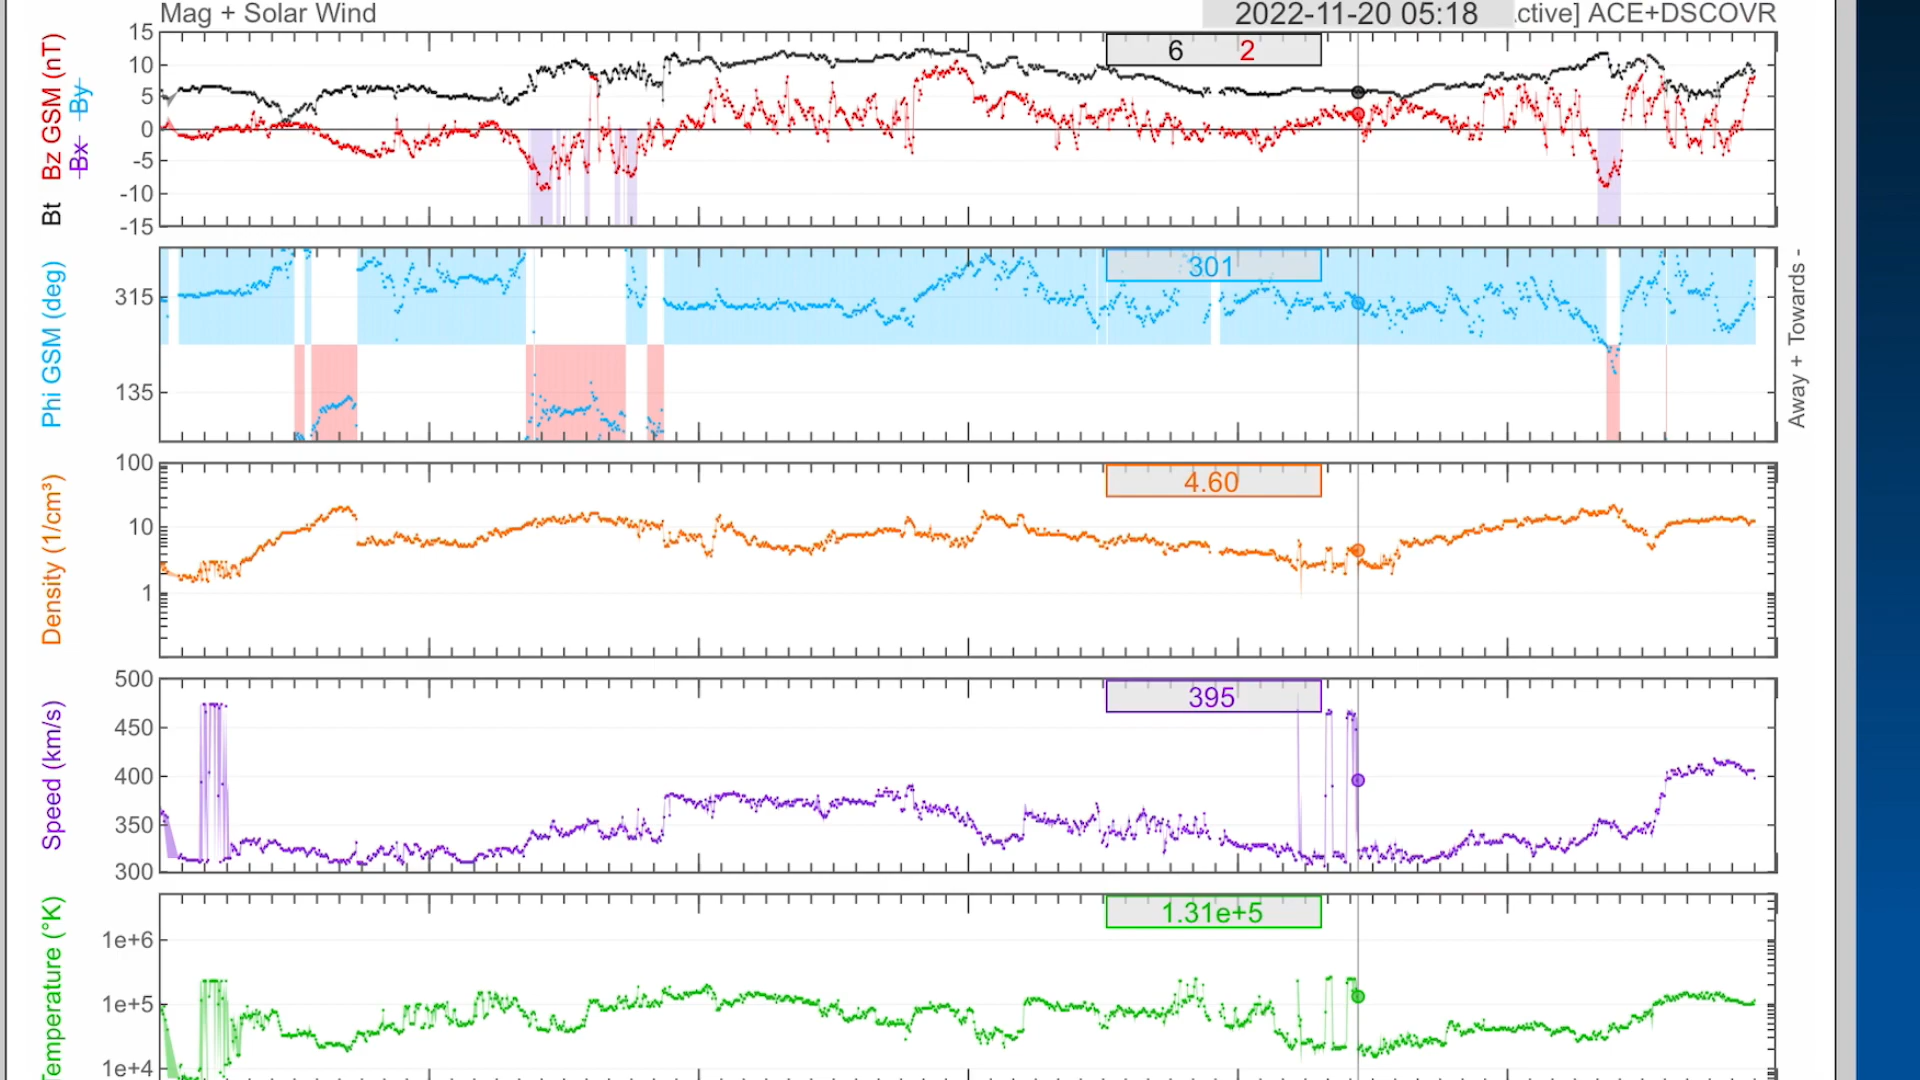 Mag + Solar Wind
2022-11-20 05:18
ctive] ACE+DSCOVR
Bt Bz GSM (nT)
Bx By
15
10
5
0
-5
-10
-15
6 2
Phi GSM (deg)
315
135
301
Away + Towards -
Density (1/cm³)
100
10
1
4.60
Speed (km/s)
500
450
400
350
300
395
Temperature (°K)
1e+6
1e+5
1e+4
1.31e+5